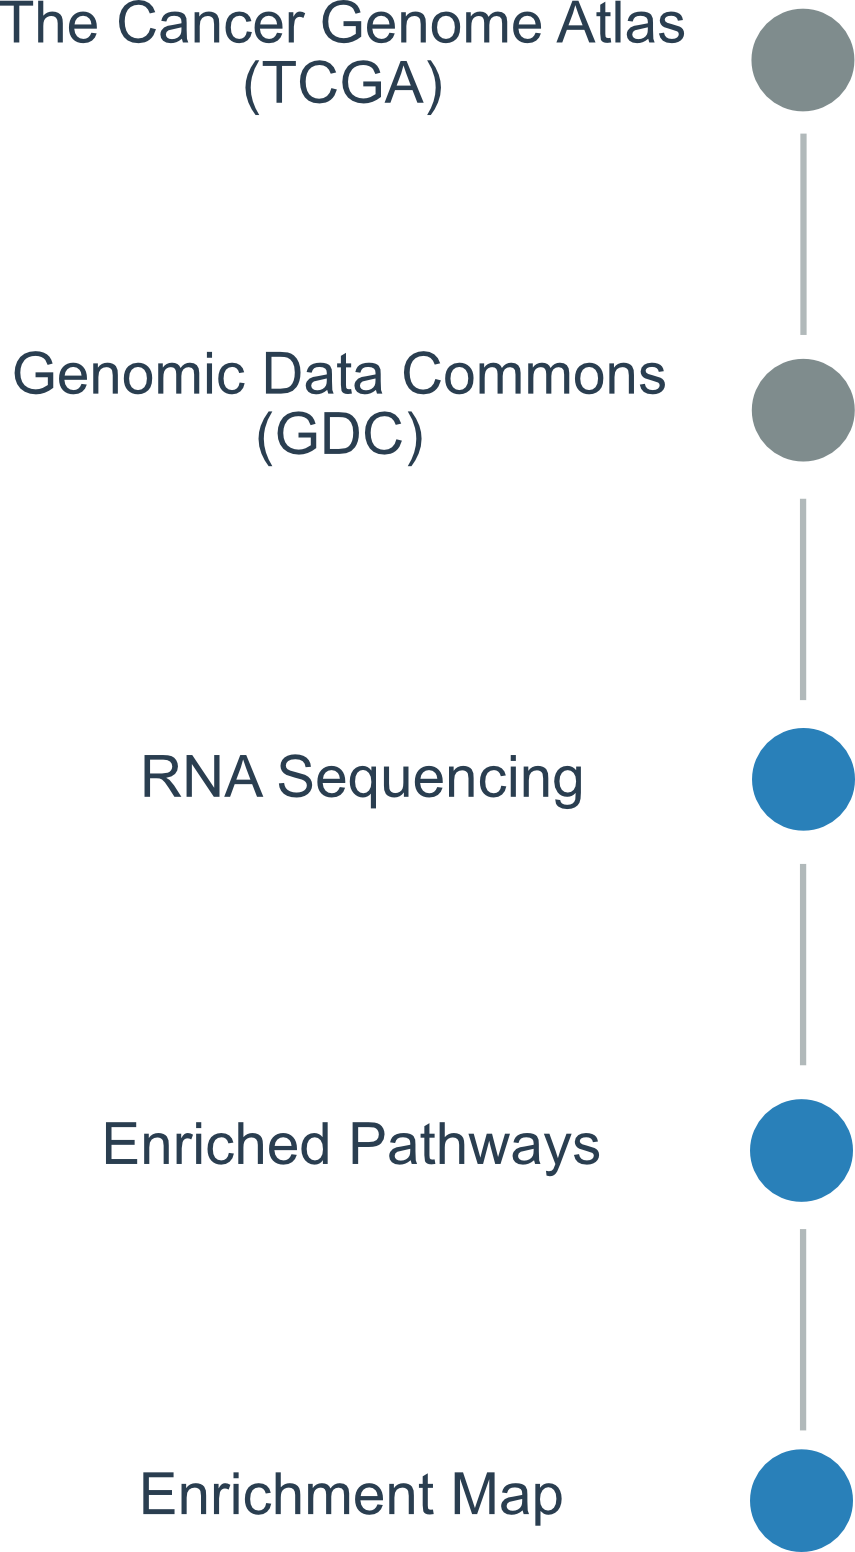 The Cancer Genome Atlas
(TCGA)
Genomic Data Commons
(GDC)
RNA Sequencing
Enriched Pathways
Enrichment Map